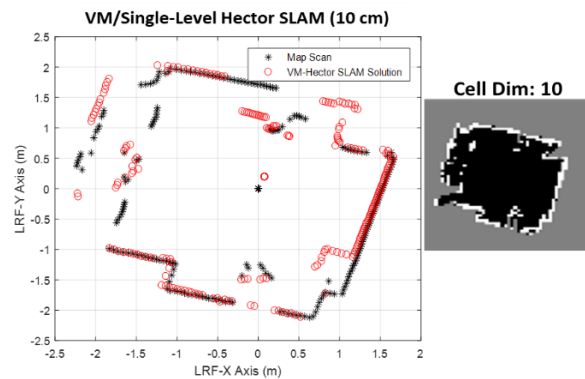 VM/Single-Level Hector SLAM (10 cm)
2.5
2
1.5
1
0.5
0
-0.5
-1
-1.5
-2
-2.5
LRF-Y Axis (m)
Map Scan
VM-Hector SLAM Solution
-2.5 -2 -1.5 -1 -0.5 0 0.5 1 1.5 2
LRF-X Axis (m)
Cell Dim: 10